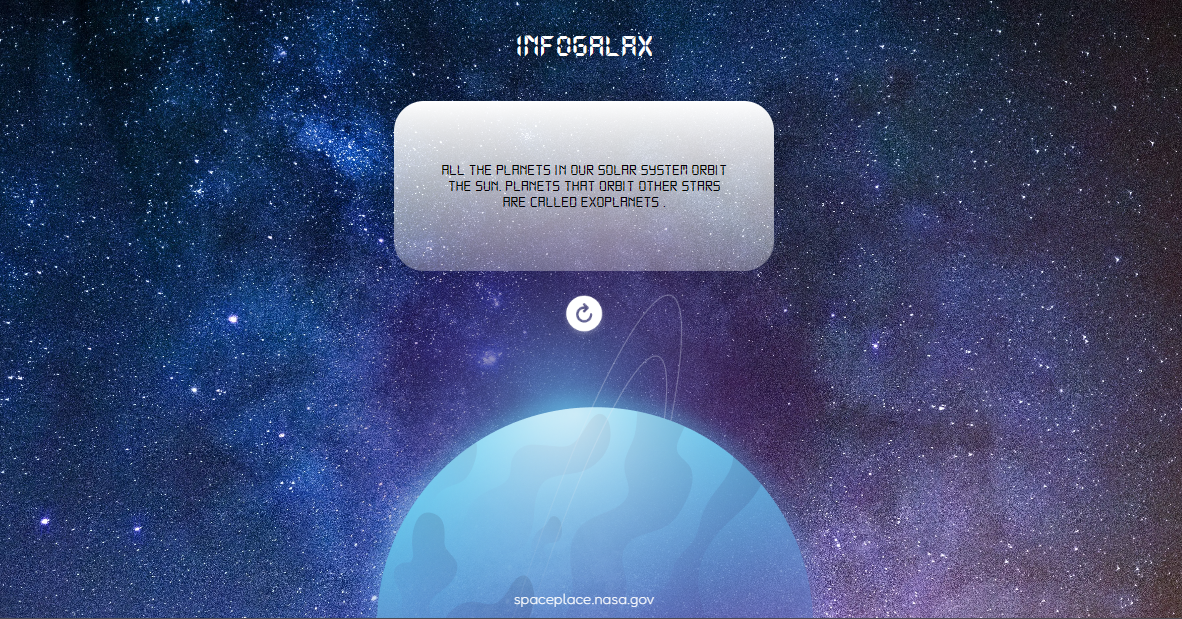 INFOGALAX
ALL THE PLANETS IN OUR SOLAR SYSTEM ORBIT
THE SUN. PLANETS THAT ORBIT OTHER STARS
ARE CALLED EXOPLANETS .
spaceplace.nasa.gov